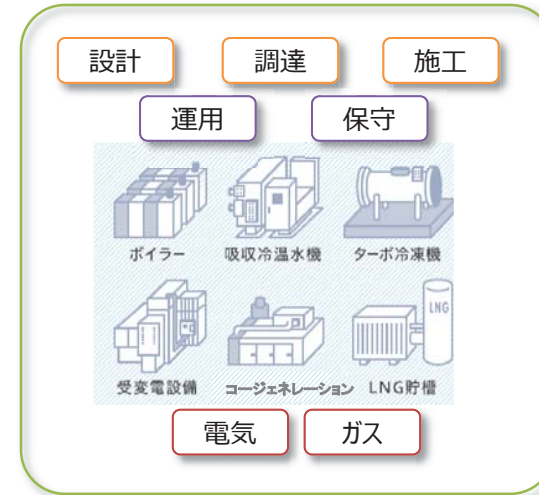 設計 調達 施工
運用 保守
ボイラー 吸収冷温水機 ターボ冷凍機
LNG
受変電設備 コージェネレーション LNG貯槽
電気 ガス